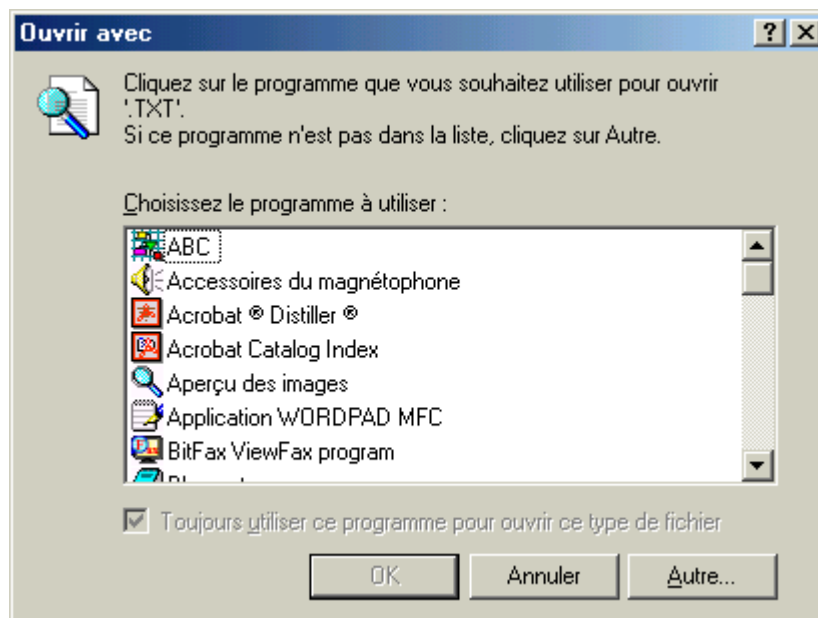 Ouvrir avec
Cliquez sur le programme que vous souhaitez utiliser pour ouvrir
'.TXT'.
Si ce programme n'est pas dans la liste, cliquez sur Autre.
Choisissez le programme à utiliser :
ABC
Accessoires du magnétophone
Acrobat ® Distiller ®
Acrobat Catalog Index
Aperçu des images
Application WORDPAD MFC
BitFax ViewFax program
Toujours utiliser ce programme pour ouvrir ce type de fichier
OK
Annuler
Autre...